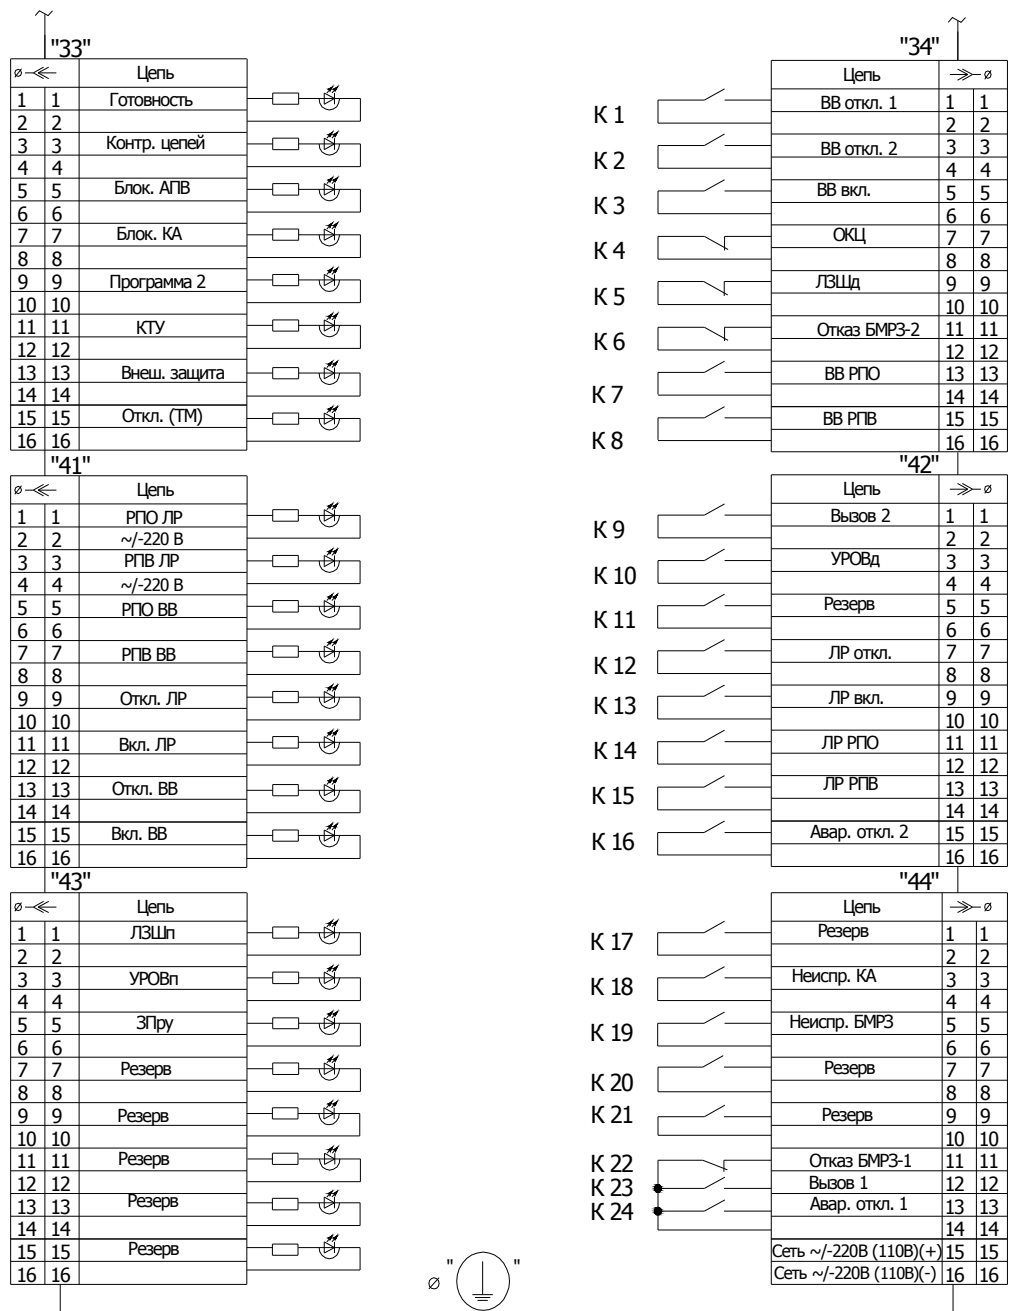 "33"
Цепь
1 1 Готовность
2 2
3 3 Контр. цепей
4 4
5 5 Блок. АПВ
6 6
7 7 Блок. КА
8 8
9 9 Программа 2
10 10
11 11 КТУ
12 12
13 13 Внеш. защита
14 14
15 15 Откл. (ТМ)
16 16
"41"
Цепь
1 1 РПО ЛР
2 2 ~/-220 В
3 3 РПВ ЛР
4 4 ~/-220 В
5 5 РПО ВВ
6 6
7 7 РПВ ВВ
8 8
9 9 Откл. ЛР
10 10
11 11 Вкл. ЛР
12 12
13 13 Откл. ВВ
14 14
15 15 Вкл. ВВ
16 16
"43"
Цепь
1 1 ЛЗШп
2 2
3 3 УРОВп
4 4
5 5 ЗПру
6 6
7 7 Резерв
8 8
9 9 Резерв
10 10
11 11 Резерв
12 12
13 13 Резерв
14 14
15 15 Резерв
16 16
"34"
Цепь
К 1 ВВ откл. 1 1 1
2 2
К 2 ВВ откл. 2 3 3
4 4
К 3 ВВ вкл. 5 5
6 6
К 4 ОКЦ 7 7
8 8
К 5 ЛЗШд 9 9
10 10
К 6 Отказ БМРЗ-2 11 11
12 12
К 7 ВВ РПО 13 13
14 14
К 8 ВВ РПВ 15 15
16 16
"42"
Цепь
К 9 Вызов 2 1 1
2 2
К 10 УРОВд 3 3
4 4
К 11 Резерв 5 5
6 6
К 12 ЛР откл. 7 7
8 8
К 13 ЛР вкл. 9 9
10 10
К 14 ЛР РПО 11 11
12 12
К 15 ЛР РПВ 13 13
14 14
К 16 Авар. откл. 2 15 15
16 16
"44"
Цепь
К 17 Резерв 1 1
2 2
К 18 Неиспр. КА 3 3
4 4
К 19 Неиспр. БМРЗ 5 5
6 6
К 20 Резерв 7 7
8 8
К 21 Резерв 9 9
10 10
К 22 Отказ БМРЗ-1 11 11
К 23 Вызов 1 12 12
К 24 Авар. откл. 1 13 13
14 14
Сеть ~/-220В (110В)(+) 15 15
Сеть ~/-220В (110В)(-) 16 16
" "